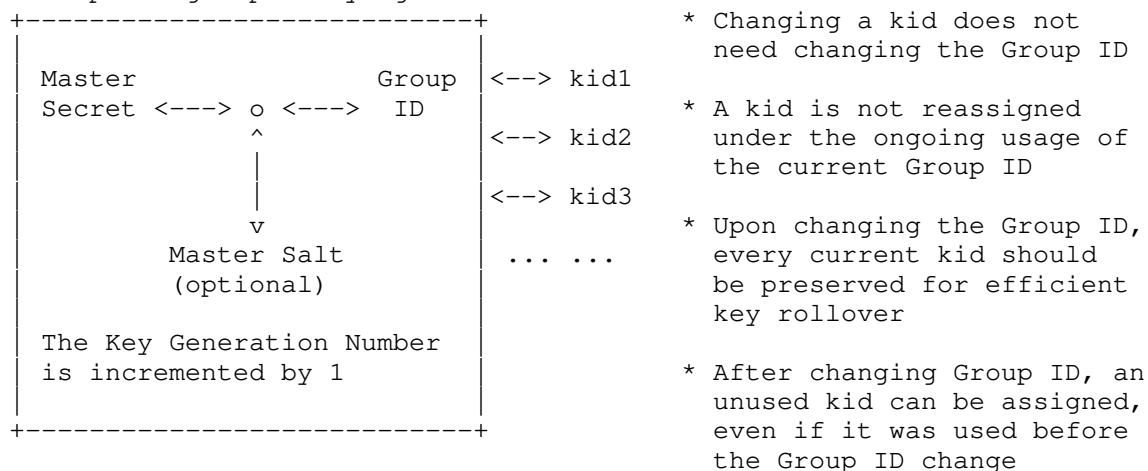 +-----------------------------+
Master Group <--> kid1
Secret <---> o <---> ID
^ <--> kid2
|
| <--> kid3
v
Master Salt ... ...
(optional)
The Key Generation Number
is incremented by 1
+-----------------------------+
* Changing a kid does not
need changing the Group ID
* A kid is not reassigned
under the ongoing usage of
the current Group ID
* Upon changing the Group ID,
every current kid should
be preserved for efficient
key rollover
* After changing Group ID, an
unused kid can be assigned,
even if it was used before
the Group ID change